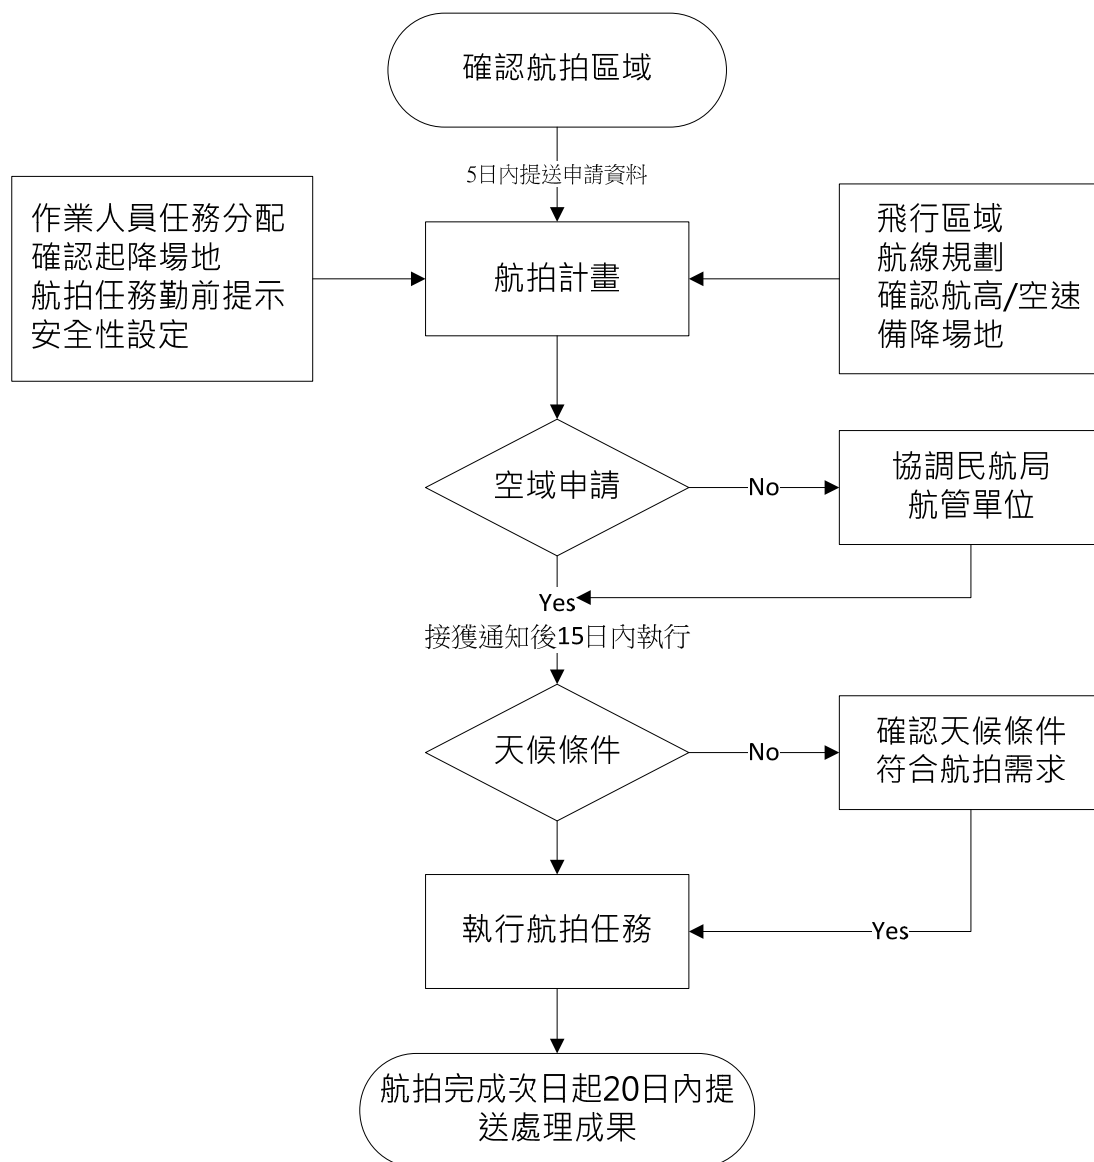 確認航拍區域
5日內提送申請資料
作業人員任務分配
確認起降場地
航拍任務勤前提示
安全性設定
航拍計畫
飛行區域
航線規劃
確認航高/空速
備降場地
空域申請
No
協調民航局
航管單位
Yes
接獲通知後15日內執行
天候條件
No
確認天候條件
符合航拍需求
執行航拍任務
Yes
航拍完成次日起20日內提
送處理成果